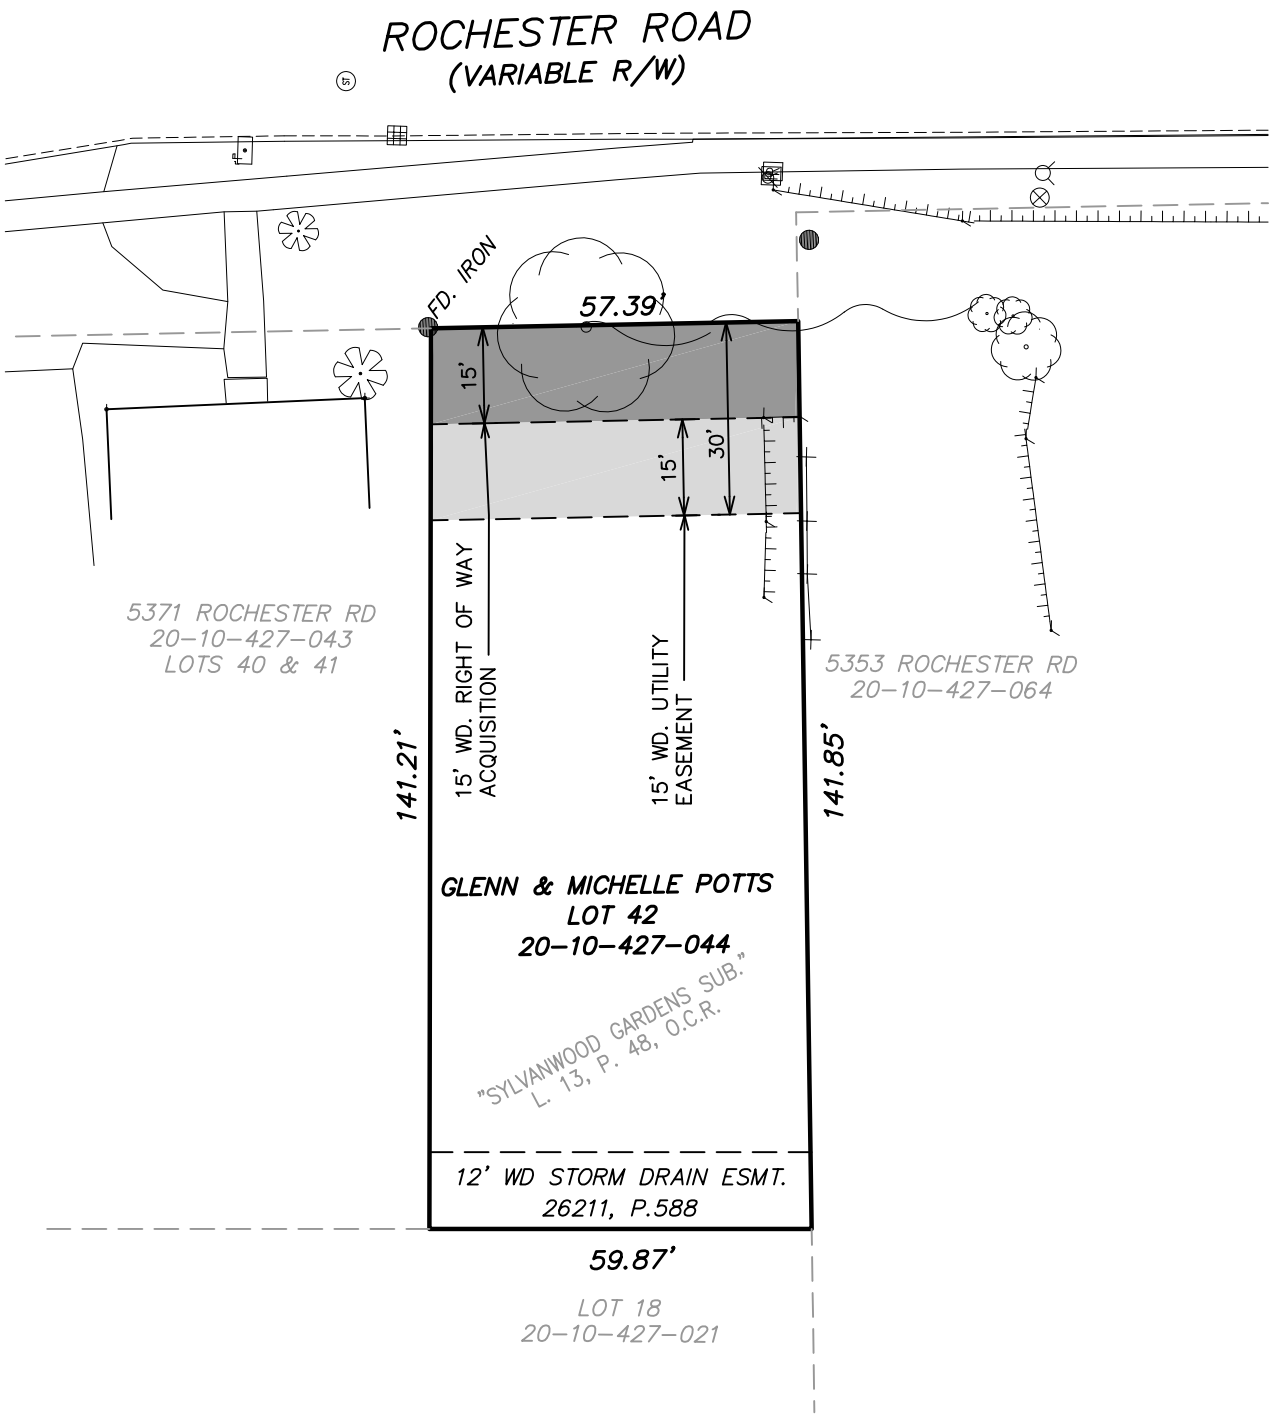 ROCHESTER ROAD
(VARIABLE R/W)
ST
FD. IRON
57.39'
15'
15'
30'
15' WD. RIGHT OF WAY
ACQUISITION
15' WD. UTILITY
EASEMENT
5371 ROCHESTER RD
20-10-427-043
LOTS 40 & 41
5353 ROCHESTER RD
20-10-427-064
141.21'
141.85'
GLENN & MICHELLE POTTS
LOT 42
20-10-427-044
"SYLVANWOOD GARDENS SUB."
L. 13, P. 48, O.C.R.
12' WD STORM DRAIN ESMT.
26211, P.588
59.87'
LOT 18
20-10-427-021